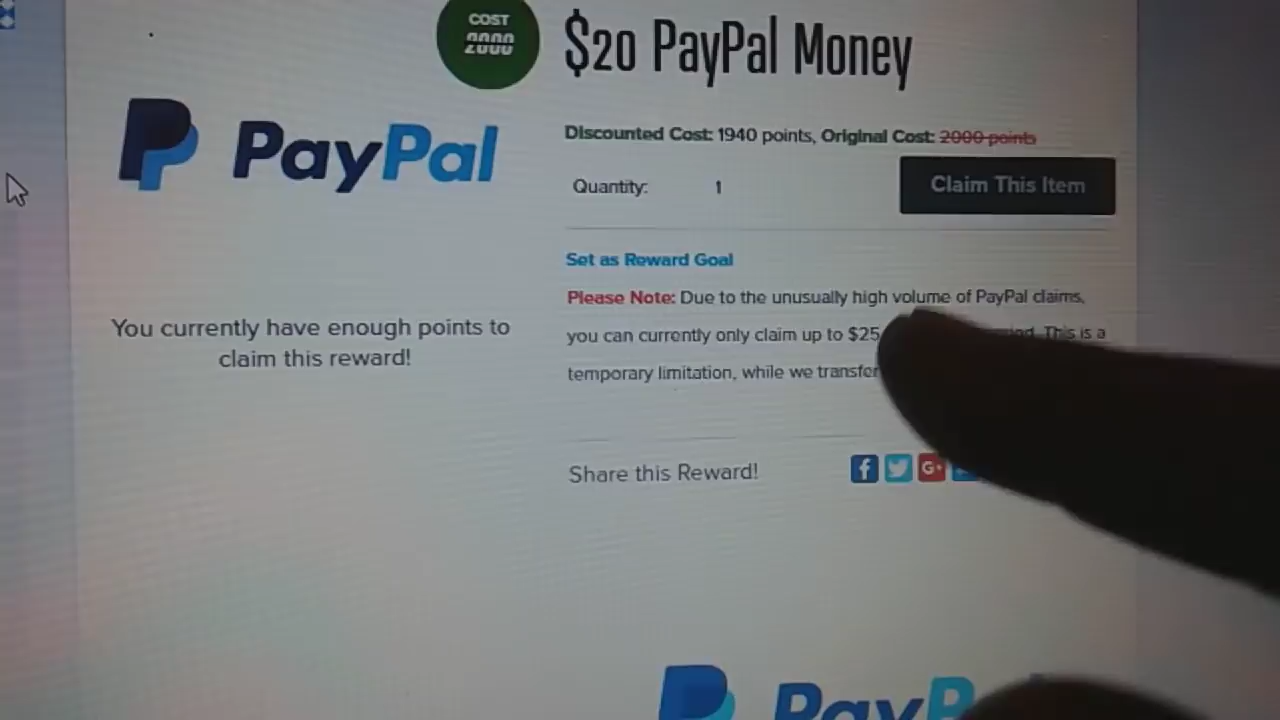 COST
2000
$20 PayPal Money
PayPal
Discounted Cost: 1940 points, Original Cost: 2000 points
Quantity: 1
Claim This Item
Set as Reward Goal
Please Note: Due to the unusually high volume of PayPal claims,
you can currently only claim up to $25 This is a
temporary limitation, while we transfer
You currently have enough points to
claim this reward!
Share this Reward!
f
G+
PayP